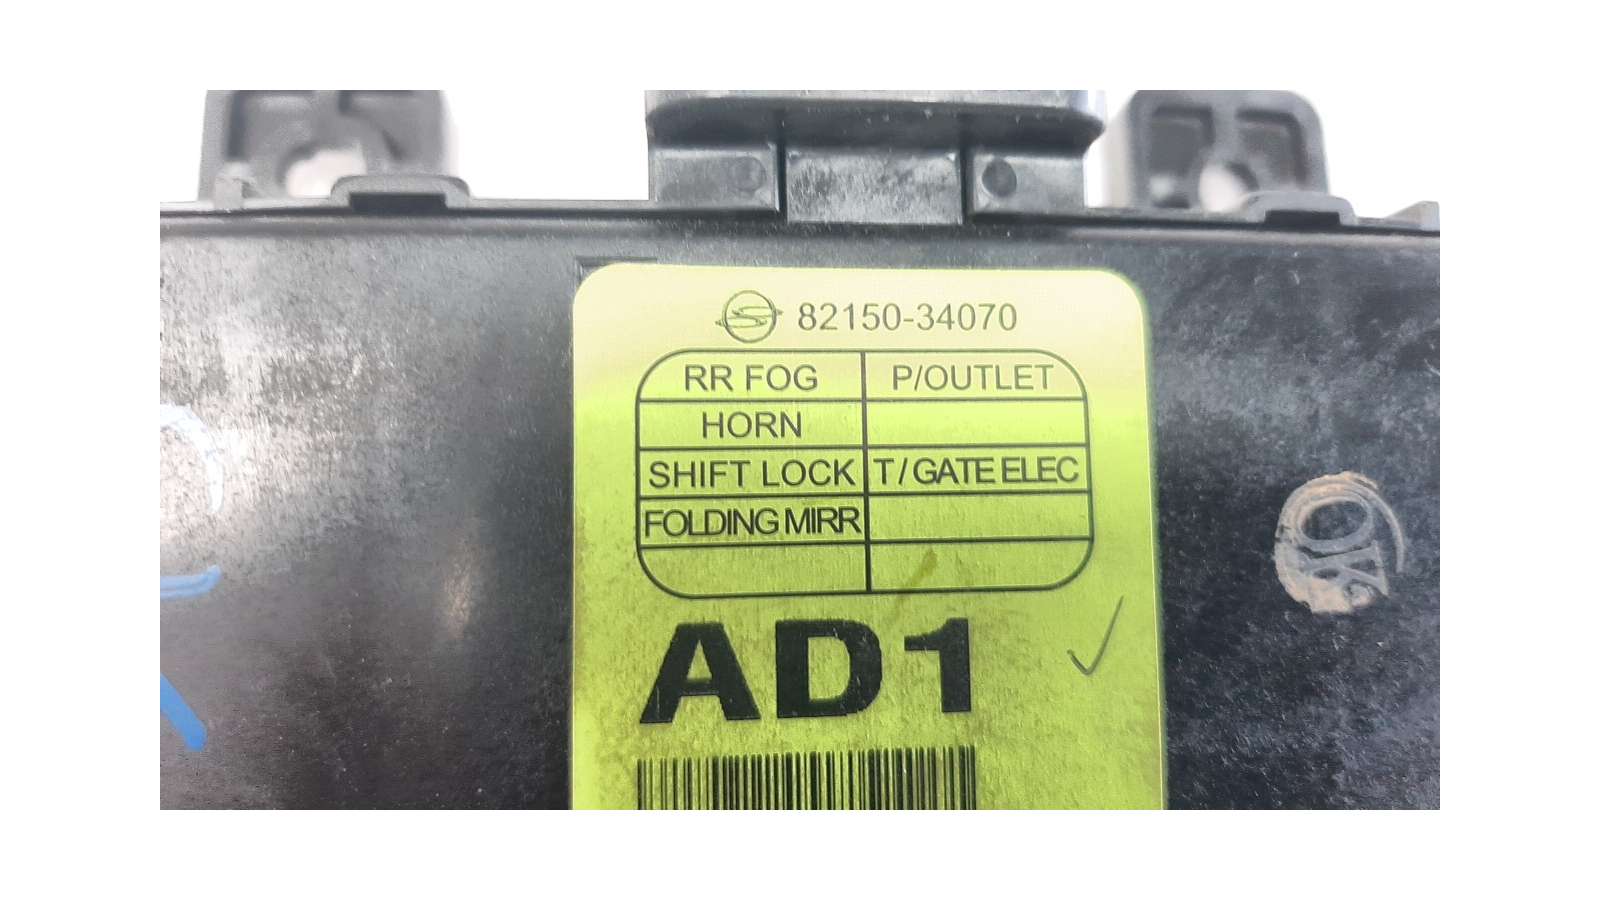 82150-34070
RR FOG P/OUTLET
HORN
SHIFT LOCK T/GATE ELEC
FOLDING MIRR
AD1
OK